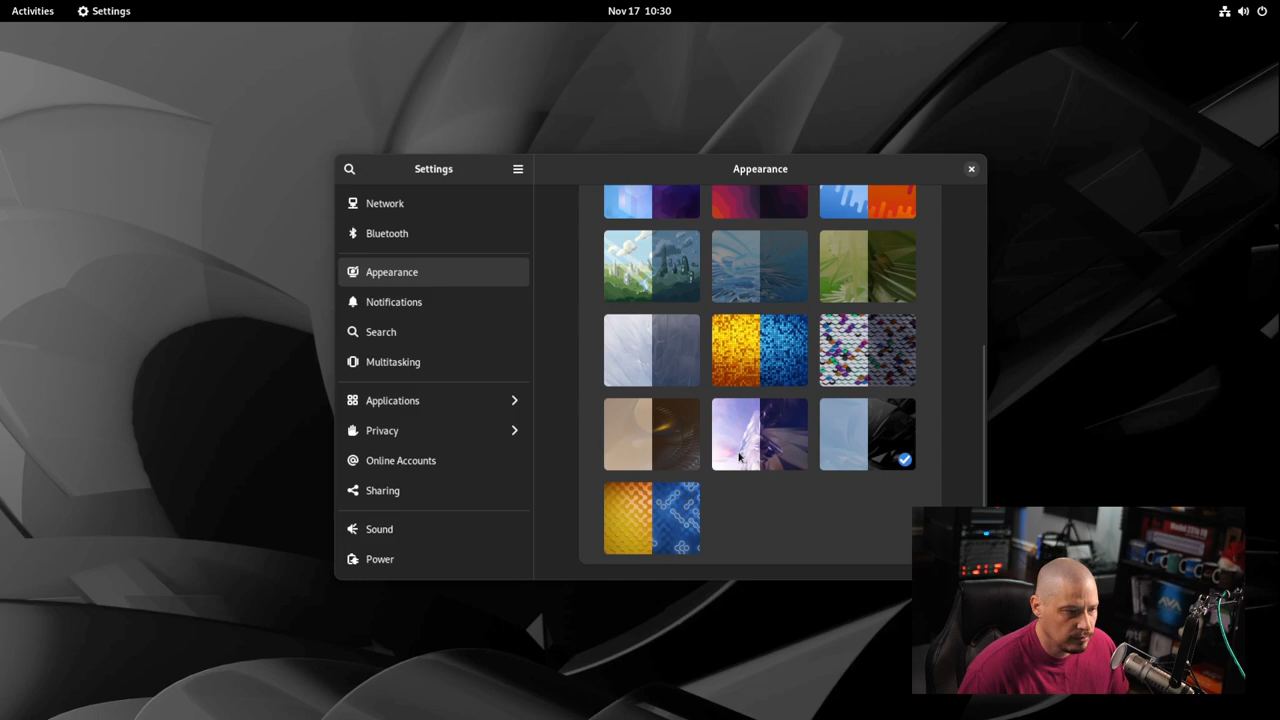 Activities
Settings
Nov 17 10:30
Settings
Appearance
Network
Bluetooth
Appearance
Notifications
Search
Multitasking
Applications
Privacy
Online Accounts
Sharing
Sound
Power
AVA